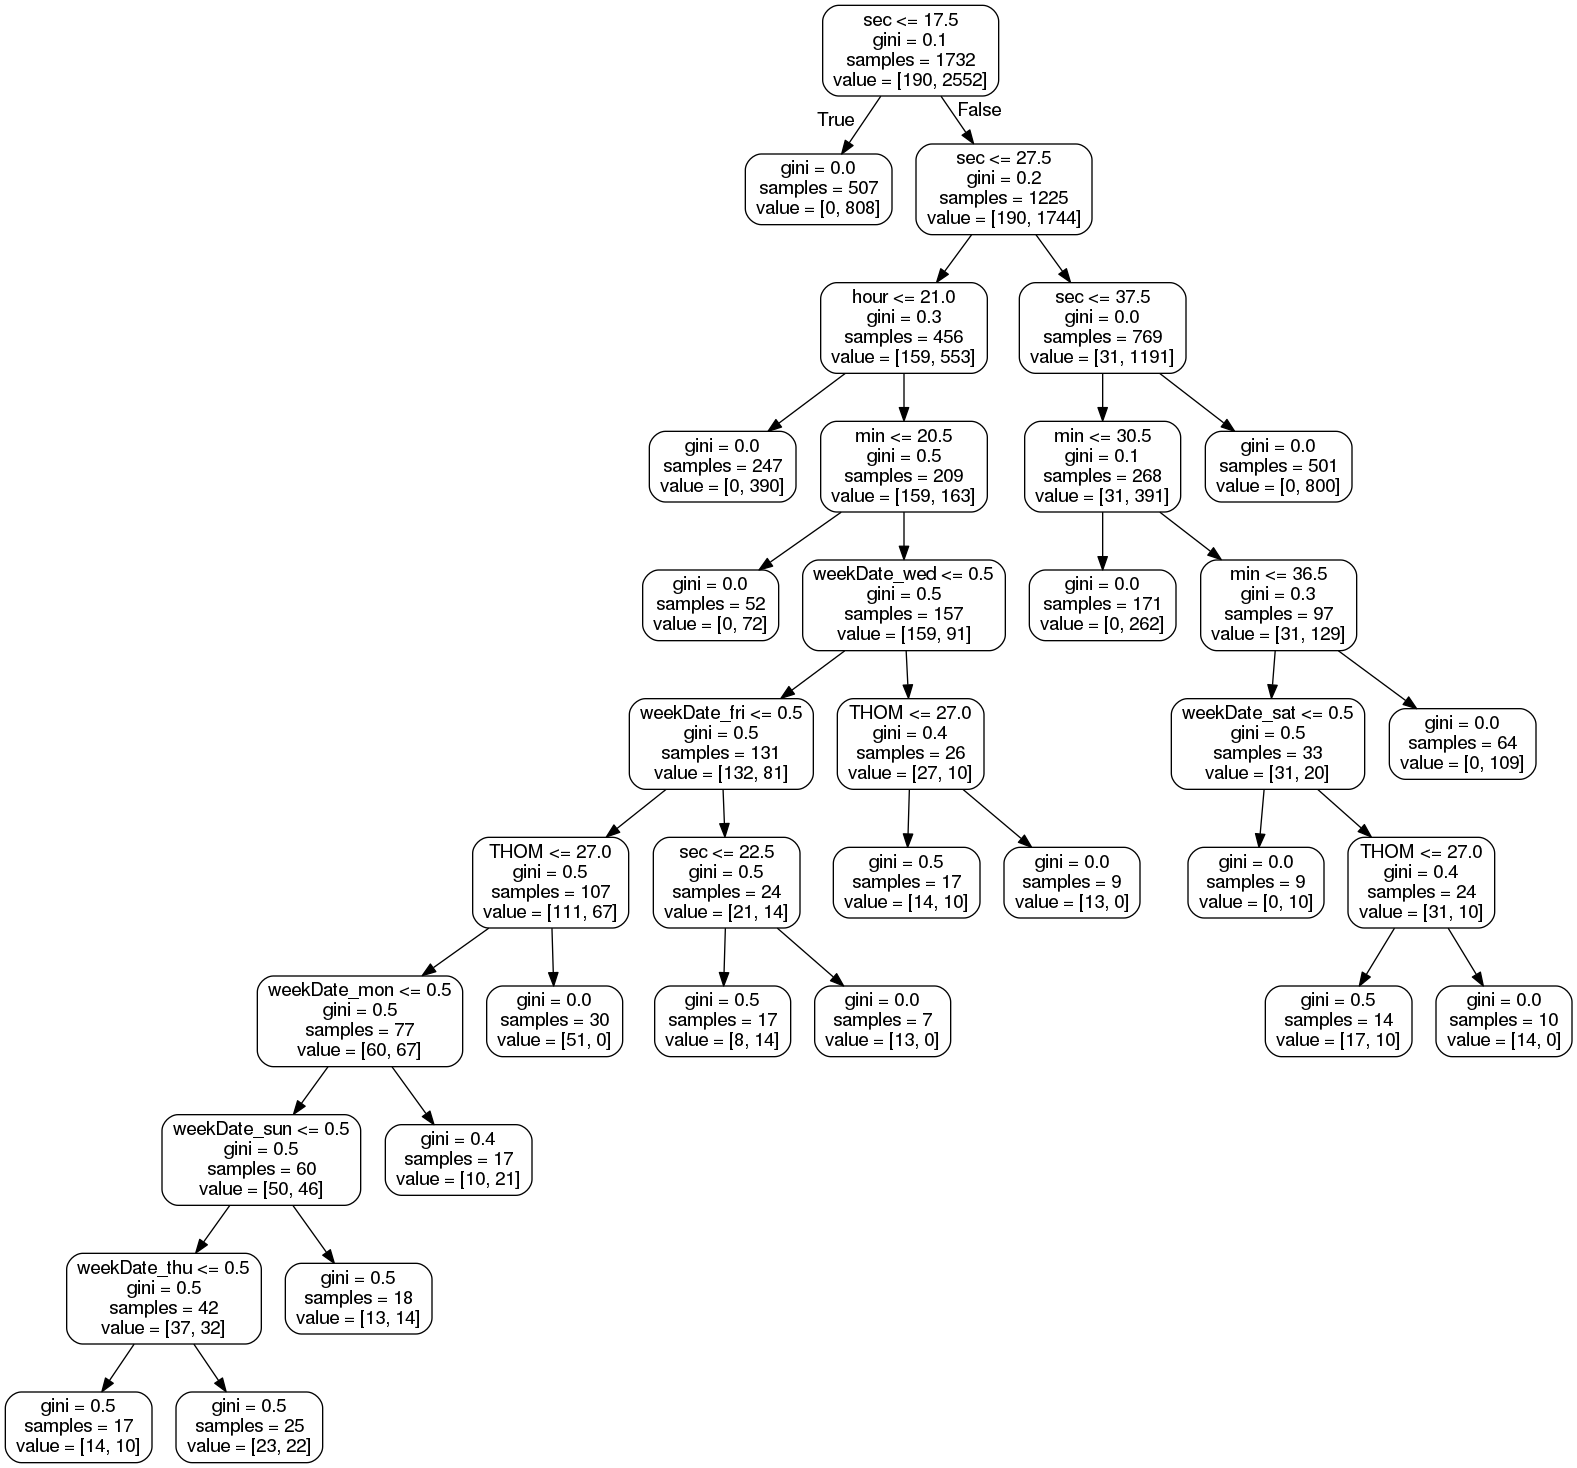 sec <= 17.5
gini = 0.1
samples = 1732
value = [190, 2552]
True
False
gini = 0.0
samples = 507
value = [0, 808]
sec <= 27.5
gini = 0.2
samples = 1225
value = [190, 1744]
hour <= 21.0
gini = 0.3
samples = 456
value = [159, 553]
sec <= 37.5
gini = 0.0
samples = 769
value = [31, 1191]
gini = 0.0
samples = 247
value = [0, 390]
min <= 20.5
gini = 0.5
samples = 209
value = [159, 163]
min <= 30.5
gini = 0.1
samples = 268
value = [31, 391]
gini = 0.0
samples = 501
value = [0, 800]
gini = 0.0
samples = 52
value = [0, 72]
weekDate_wed <= 0.5
gini = 0.5
samples = 157
value = [159, 91]
gini = 0.0
samples = 171
value = [0, 262]
min <= 36.5
gini = 0.3
samples = 97
value = [31, 129]
weekDate_fri <= 0.5
gini = 0.5
samples = 131
value = [132, 81]
THOM <= 27.0
gini = 0.4
samples = 26
value = [27, 10]
weekDate_sat <= 0.5
gini = 0.5
samples = 33
value = [31, 20]
gini = 0.0
samples = 64
value = [0, 109]
THOM <= 27.0
gini = 0.5
samples = 107
value = [111, 67]
sec <= 22.5
gini = 0.5
samples = 24
value = [21, 14]
gini = 0.5
samples = 17
value = [14, 10]
gini = 0.0
samples = 9
value = [13, 0]
gini = 0.0
samples = 9
value = [0, 10]
THOM <= 27.0
gini = 0.4
samples = 24
value = [31, 10]
weekDate_mon <= 0.5
gini = 0.5
samples = 77
value = [60, 67]
gini = 0.0
samples = 30
value = [51, 0]
gini = 0.5
samples = 17
value = [8, 14]
gini = 0.0
samples = 7
value = [13, 0]
gini = 0.5
samples = 14
value = [17, 10]
gini = 0.0
samples = 10
value = [14, 0]
weekDate_sun <= 0.5
gini = 0.5
samples = 60
value = [50, 46]
gini = 0.4
samples = 17
value = [10, 21]
weekDate_thu <= 0.5
gini = 0.5
samples = 42
value = [37, 32]
gini = 0.5
samples = 18
value = [13, 14]
gini = 0.5
samples = 17
value = [14, 10]
gini = 0.5
samples = 25
value = [23, 22]